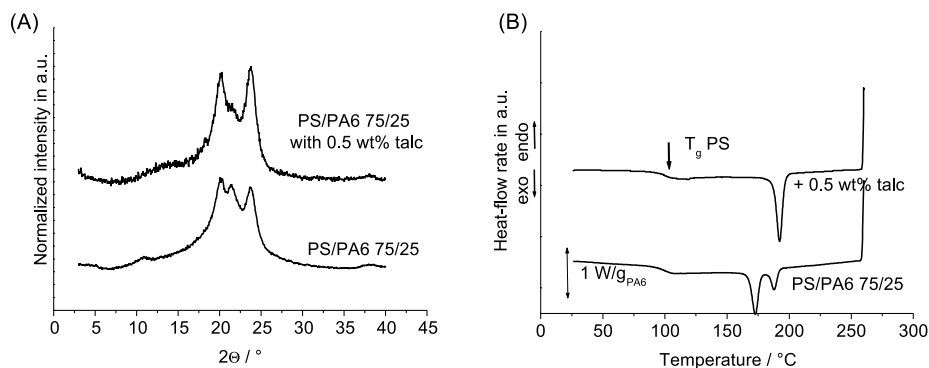 (A)
Normalized intensity in a.u.
PS/PA6 75/25
with 0.5 wt% talc
PS/PA6 75/25
0 5 10 15 20 25 30 35 40 45
2Θ / °
(B)
Heat-flow rate in a.u.
exo endo
T_g PS
+ 0.5 wt% talc
1 W/g_PA6
PS/PA6 75/25
0 50 100 150 200 250 300
Temperature / °C